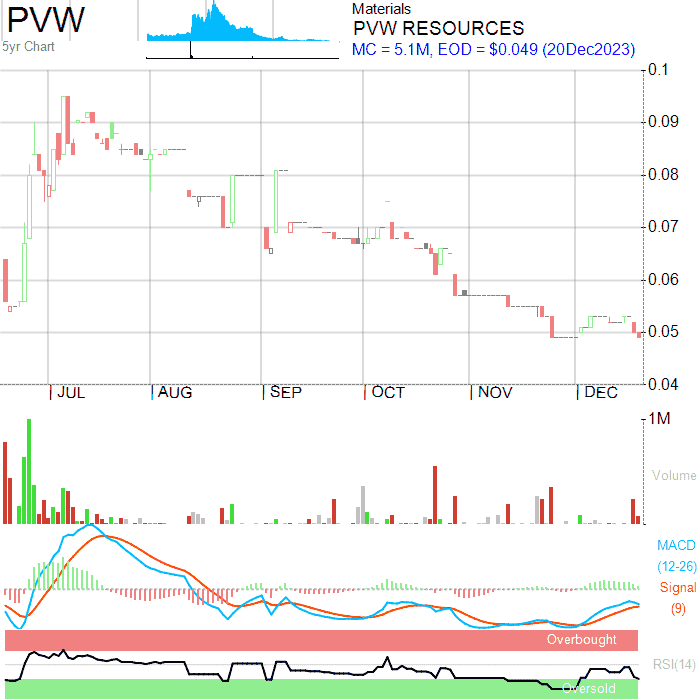 PVW
5yr Chart
Materials
PVW RESOURCES
MC = 5.1M, EOD = $0.049 (20Dec2023)
0.1
0.09
0.08
0.07
0.06
0.05
0.04
JUL AUG SEP OCT NOV DEC
1M
Volume
MACD
(12-26)
Signal
(9)
Overbought
RSI(14)
Oversold